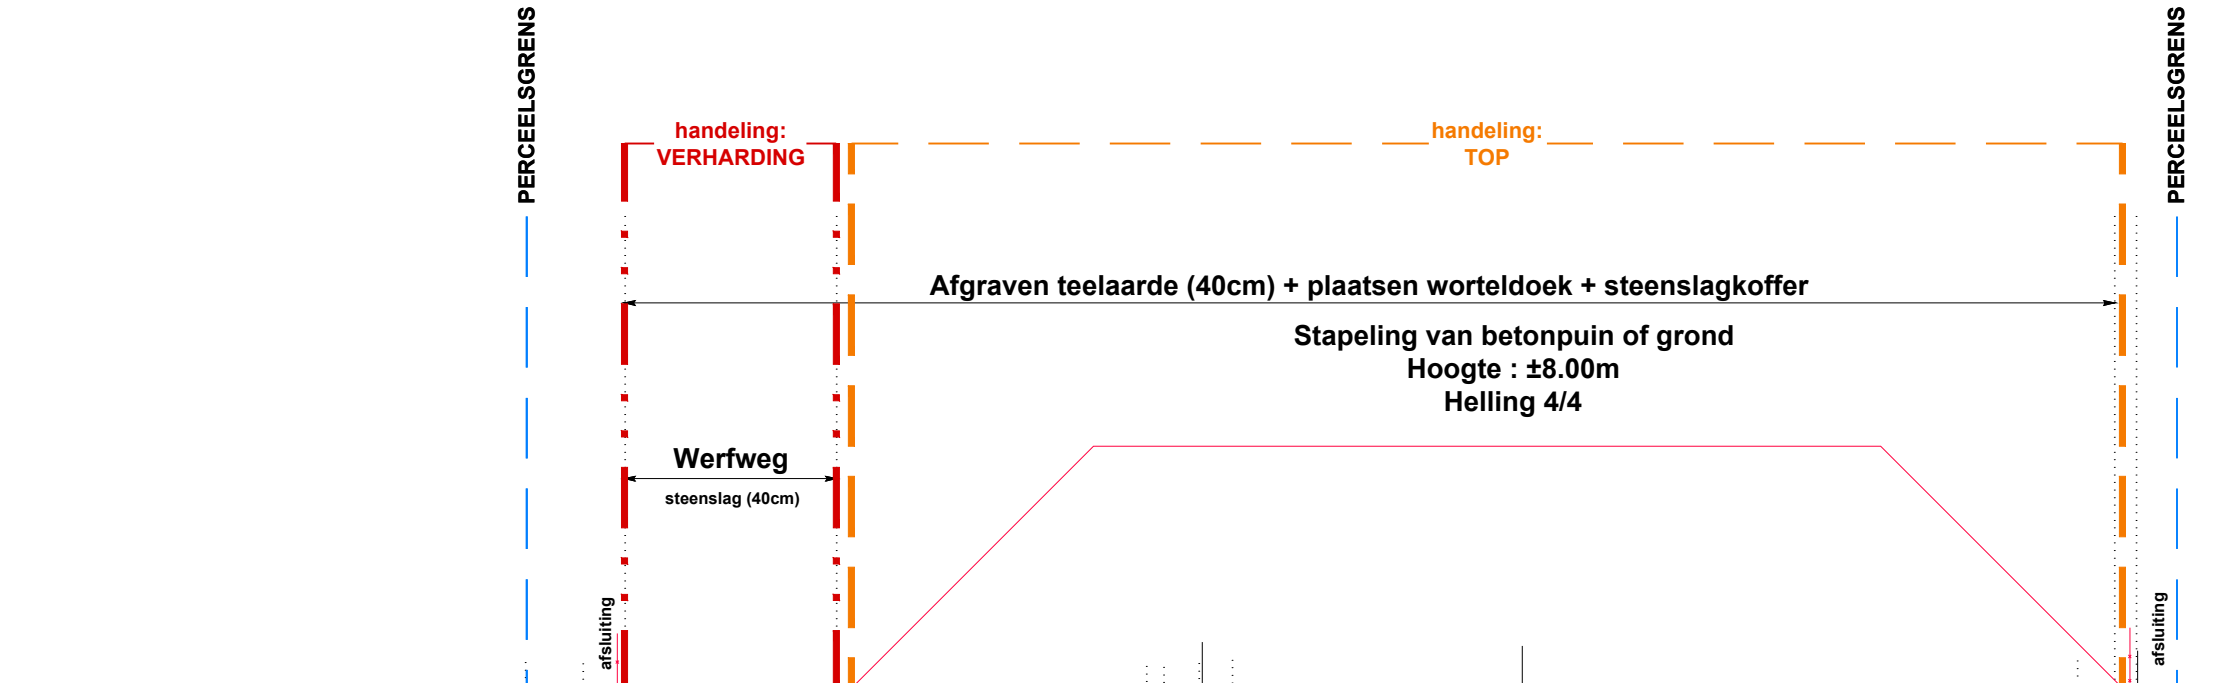 PERCEELSGRENS
PERCEELSGRENS
handeling:
VERHARDING
handeling:
TOP
Afgraven teelaarde (40cm) + plaatsen worteldoek + steenslagkoffer
Stapeling van betonpuin of grond
Hoogte : ±8.00m
Helling 4/4
Werfweg
steenslag (40cm)
afsluiting
afsluiting